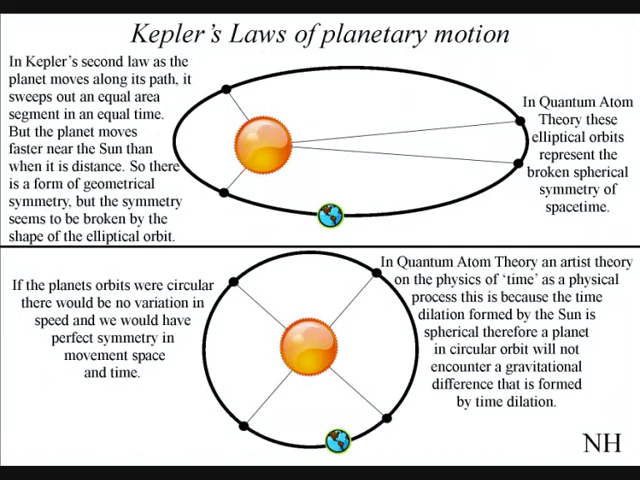 Kepler's Laws of planetary motion
In Kepler's second law as the
planet moves along its path, it
sweeps out an equal area
segment in an equal time.
But the planet moves
faster near the Sun than
when it is distance. So there
is a form of geometrical
symmetry, but the symmetry
seems to be broken by the
shape of the elliptical orbit.
In Quantum Atom
Theory these
elliptical orbits
represent the
broken spherical
symmetry of
spacetime.
If the planets orbits were circular
there would be no variation in
speed and we would have
perfect symmetry in
movement space
and time.
In Quantum Atom Theory an artist theory
on the physics of 'time' as a physical
process this is because the time
dilation formed by the Sun is
spherical therefore a planet
in circular orbit will not
encounter a gravitational
difference that is formed
by time dilation.
NH